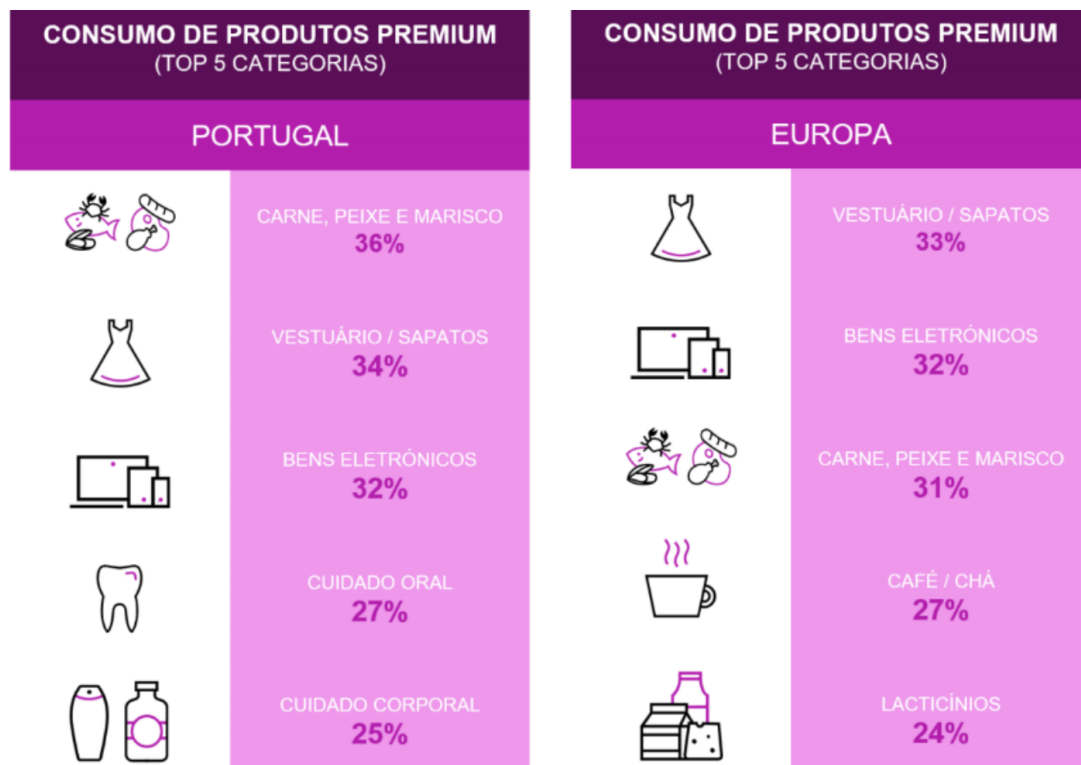 CONSUMO DE PRODUTOS PREMIUM
(TOP 5 CATEGORIAS)
PORTUGAL
CARNE, PEIXE E MARISCO
36%
VESTUÁRIO / SAPATOS
34%
BENS ELETRÓNICOS
32%
CUIDADO ORAL
27%
CUIDADO CORPORAL
25%
CONSUMO DE PRODUTOS PREMIUM
(TOP 5 CATEGORIAS)
EUROPA
VESTUÁRIO / SAPATOS
33%
BENS ELETRÓNICOS
32%
CARNE, PEIXE E MARISCO
31%
CAFÉ / CHÁ
27%
LACTICÍNIOS
24%